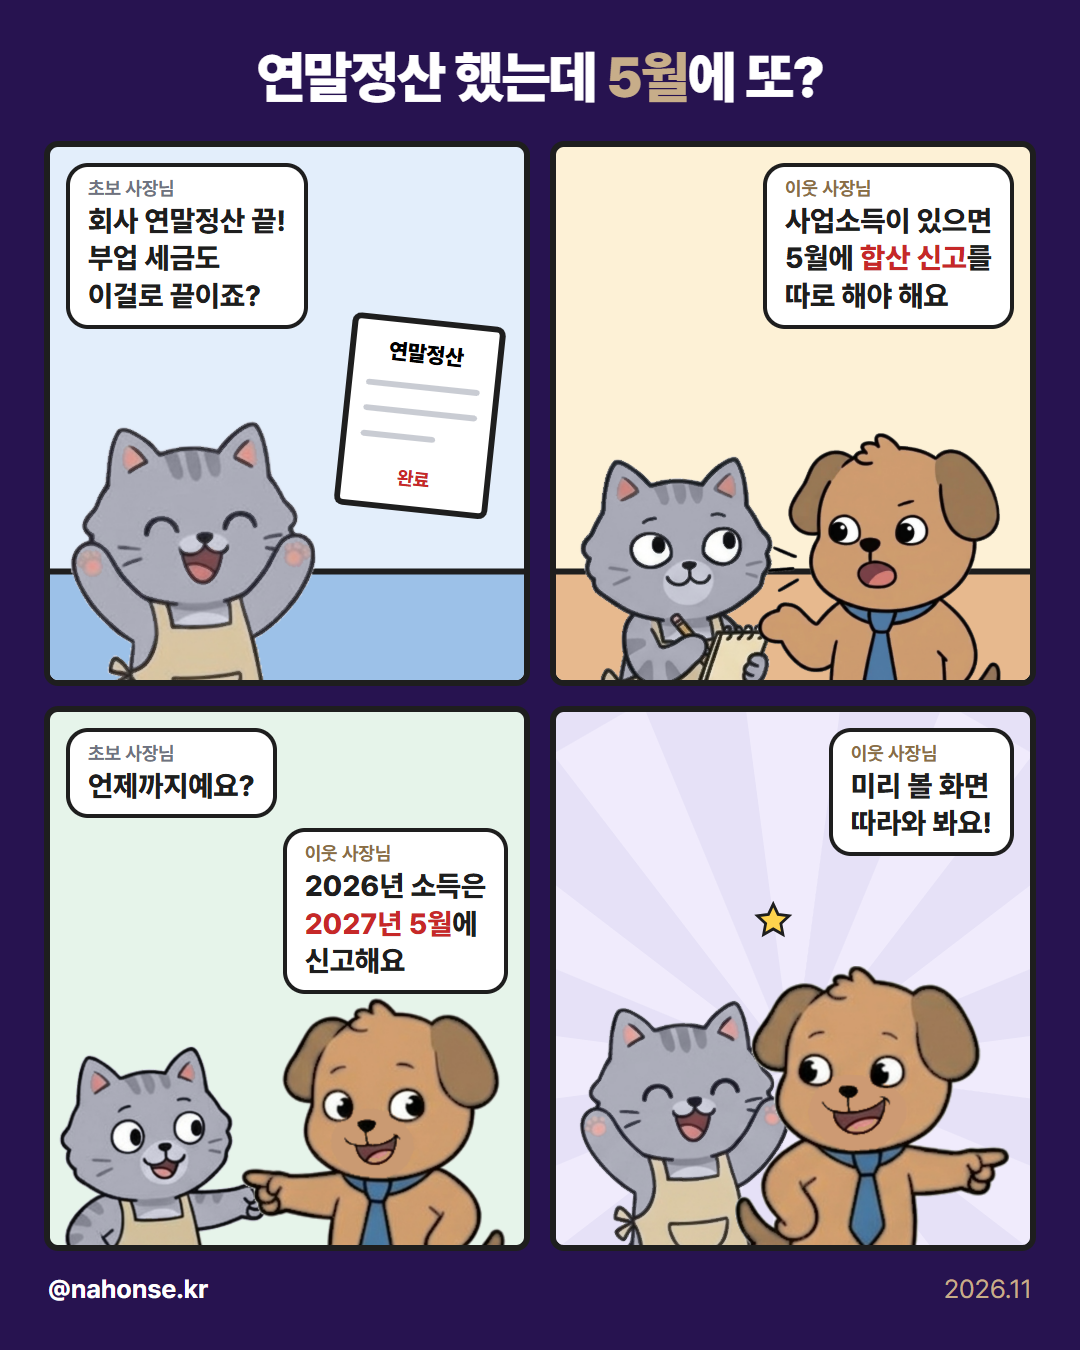 연말정산 했는데 5월에 또?
초보 사장님
회사 연말정산 끝!
부업 세금도
이걸로 끝이죠?
연말정산
완료
이웃 사장님
사업소득이 있으면
5월에 합산 신고를
따로 해야 해요
초보 사장님
언제까지예요?
이웃 사장님
2026년 소득은
2027년 5월에
신고해요
이웃 사장님
미리 볼 화면
따라와 봐요!
@nahonse.kr
2026.11